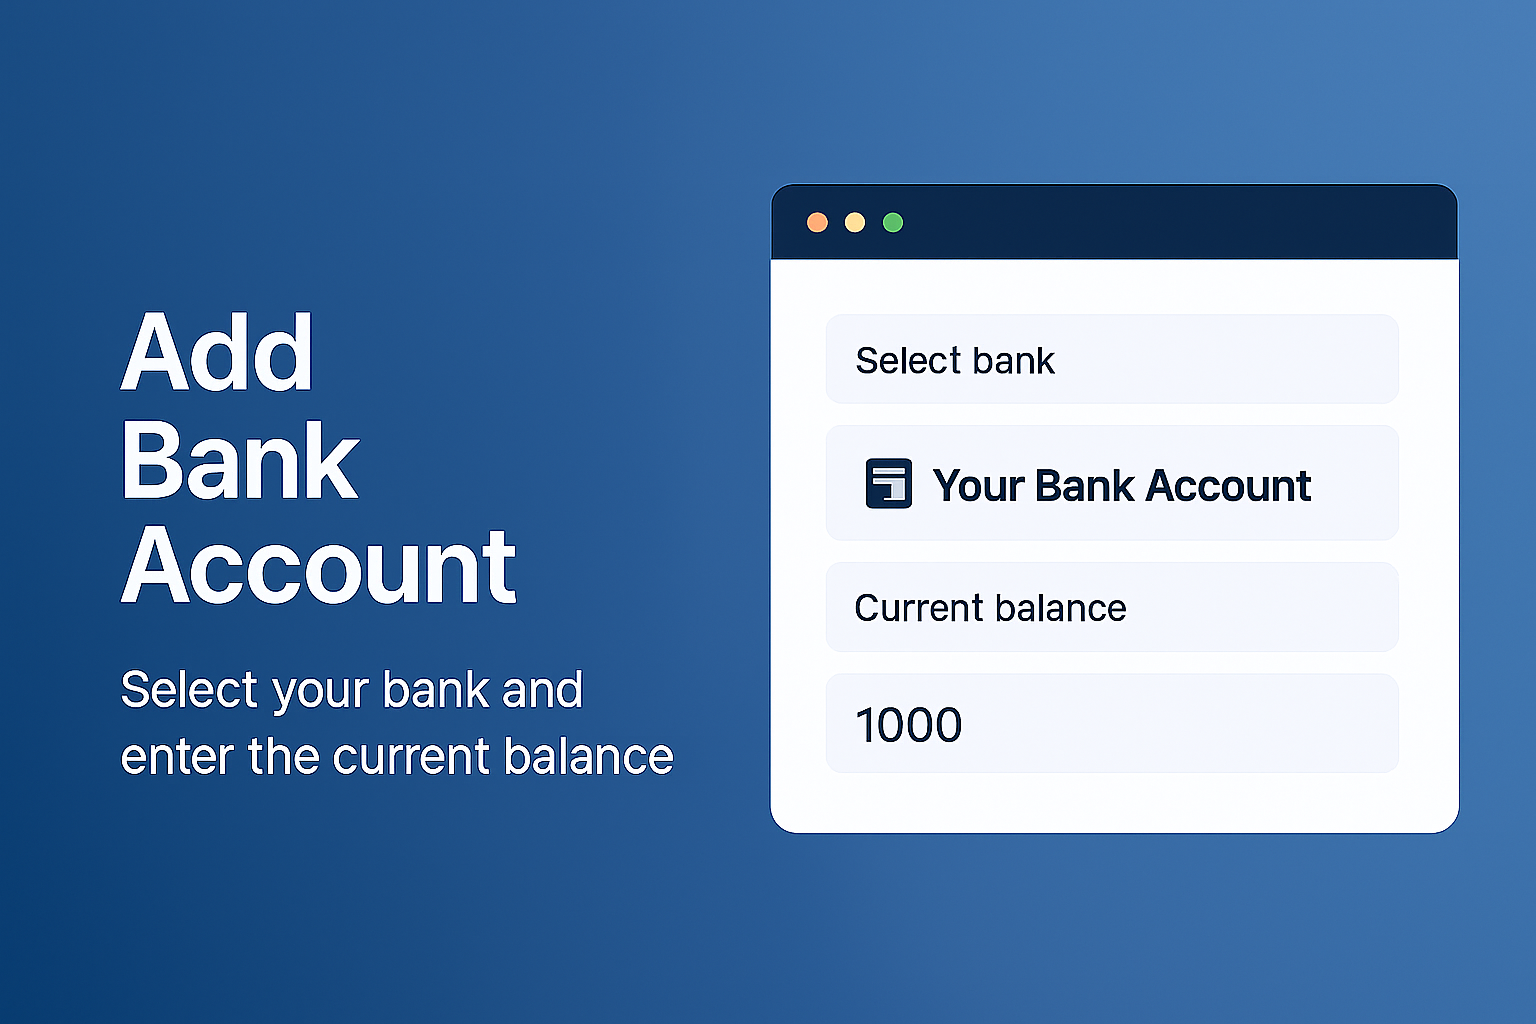 Add
Bank
Account
Select your bank and
enter the current balance
Select bank
Your Bank Account
Current balance
1000